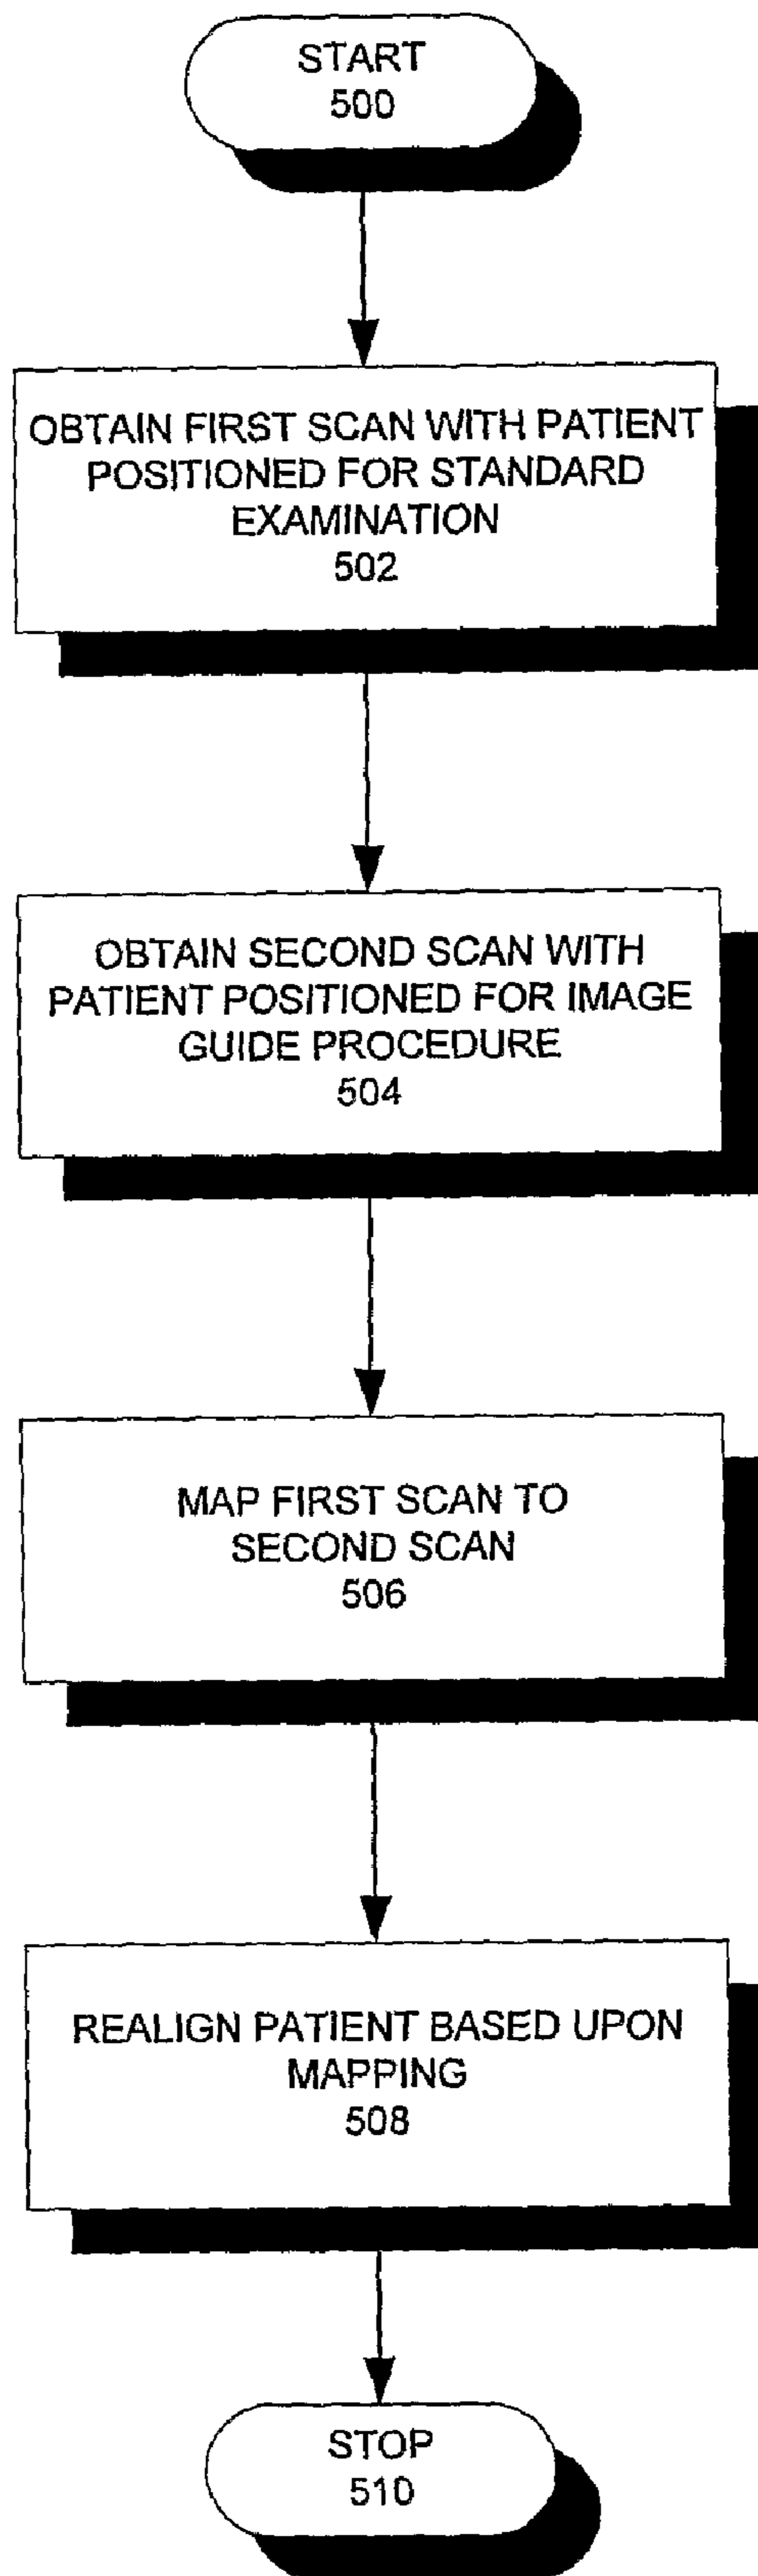 START
500
OBTAIN FIRST SCAN WITH PATIENT
POSITIONED FOR STANDARD
EXAMINATION
502
OBTAIN SECOND SCAN WITH
PATIENT POSITIONED FOR IMAGE
GUIDE PROCEDURE
504
MAP FIRST SCAN TO
SECOND SCAN
506
REALIGN PATIENT BASED UPON
MAPPING
508
STOP
510